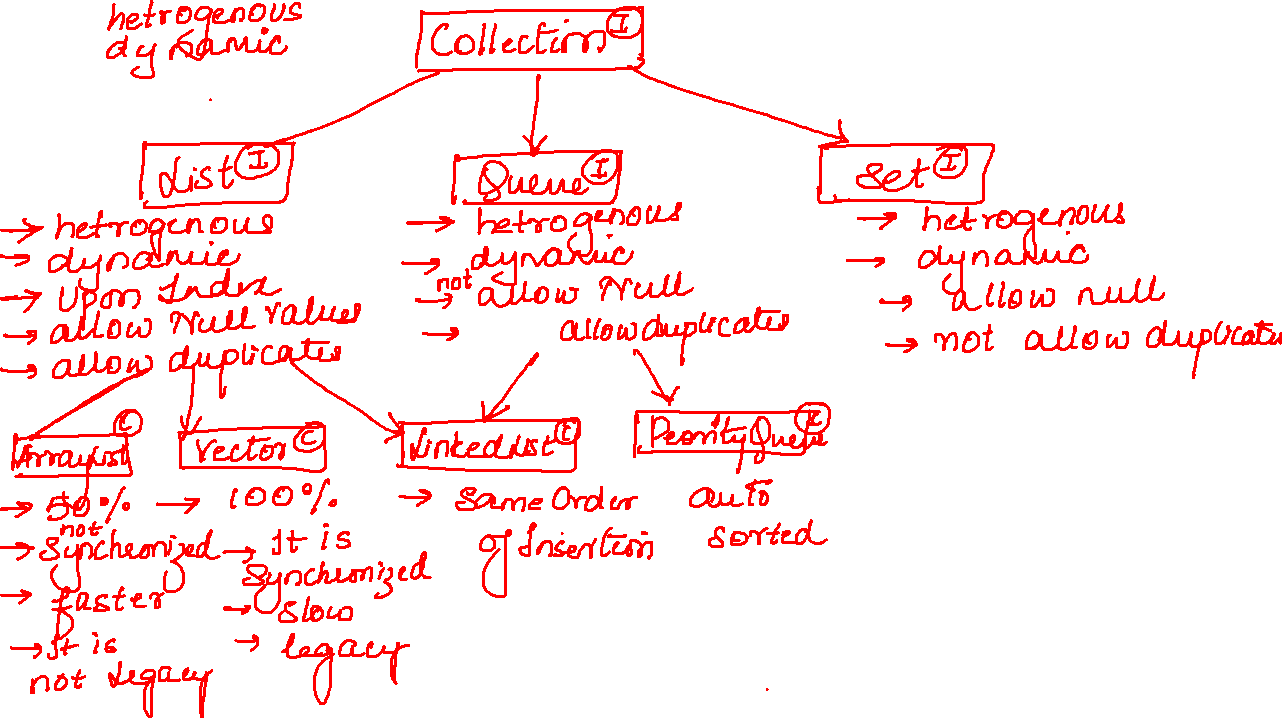 hetrogenous
dynamic
Collection I
List I
→ hetrogenous
→ dynamic
→ Upon Index
→ allow Null values
→ allow duplicates
Queue I
→ hetrogenous
→ dynamic
→ not allow Null
→ allow duplicates
Set I
→ hetrogenous
→ dynamic
→ allow null
→ not allow duplicates
ArrayList C
→ 50%
→ not synchronized
→ faster
→ It is
not Legacy
Vector C
→ 100%
→ It is
synchronized
→ slow
→ legacy
LinkedList C
→ Same Order
of Insertion
PriorityQueue C
auto
sorted